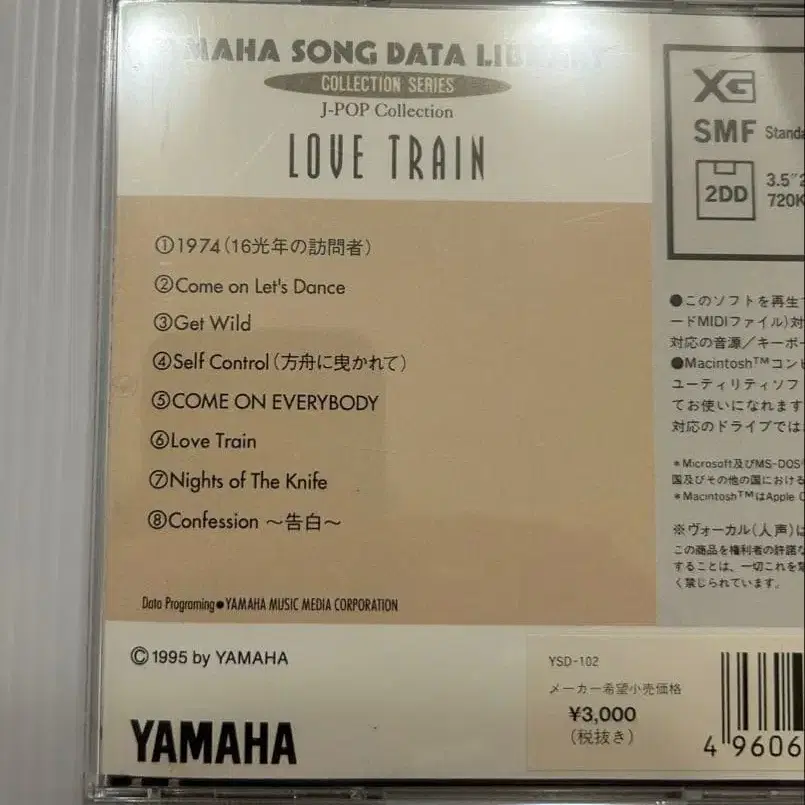 YAMAHA SONG DATA LIBRARY
COLLECTION SERIES
J-POP Collection
LOVE TRAIN
①1974(16光年の訪問者)
②Come on Let's Dance
③Get Wild
④Self Control(方舟に曳かれて)
⑤COME ON EVERYBODY
⑥Love Train
⑦Nights of The Knife
⑧Confession ～告白～
Data Programing●YAMAHA MUSIC MEDIA CORPORATION
©1995 by YAMAHA
YAMAHA
XG
SMF Standa
2DD
3.5"2
720K
●このソフトを再生
ードMIDIファイル)対
対応の音源／キーボー
●Macintosh™コン
ユーティリティソフ
てお使いになれます
対応のドライブでは
＊Microsoft及びMS-DOS
国及びその他の国における
＊Macintosh™はApple C
※ヴォーカル(人声)は
この商品を権利者の許諾な
することは、一切これを
く禁じられています。
YSD-102
メーカー希望小売価格
¥3,000
(税抜き)
4 9606